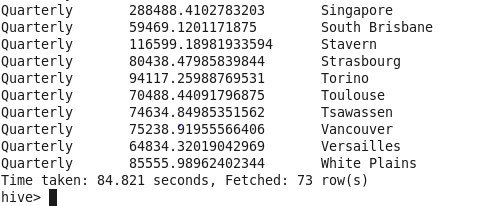 Quarterly 288488.4102783203 Singapore
Quarterly 59469.1201171875 South Brisbane
Quarterly 116599.18981933594 Stavern
Quarterly 80438.47985839844 Strasbourg
Quarterly 94117.25988769531 Torino
Quarterly 70488.44091796875 Toulouse
Quarterly 74634.84985351562 Tsawassen
Quarterly 75238.91955566406 Vancouver
Quarterly 64834.32019042969 Versailles
Quarterly 85555.98962402344 White Plains
Time taken: 84.821 seconds, Fetched: 73 row(s)
hive>